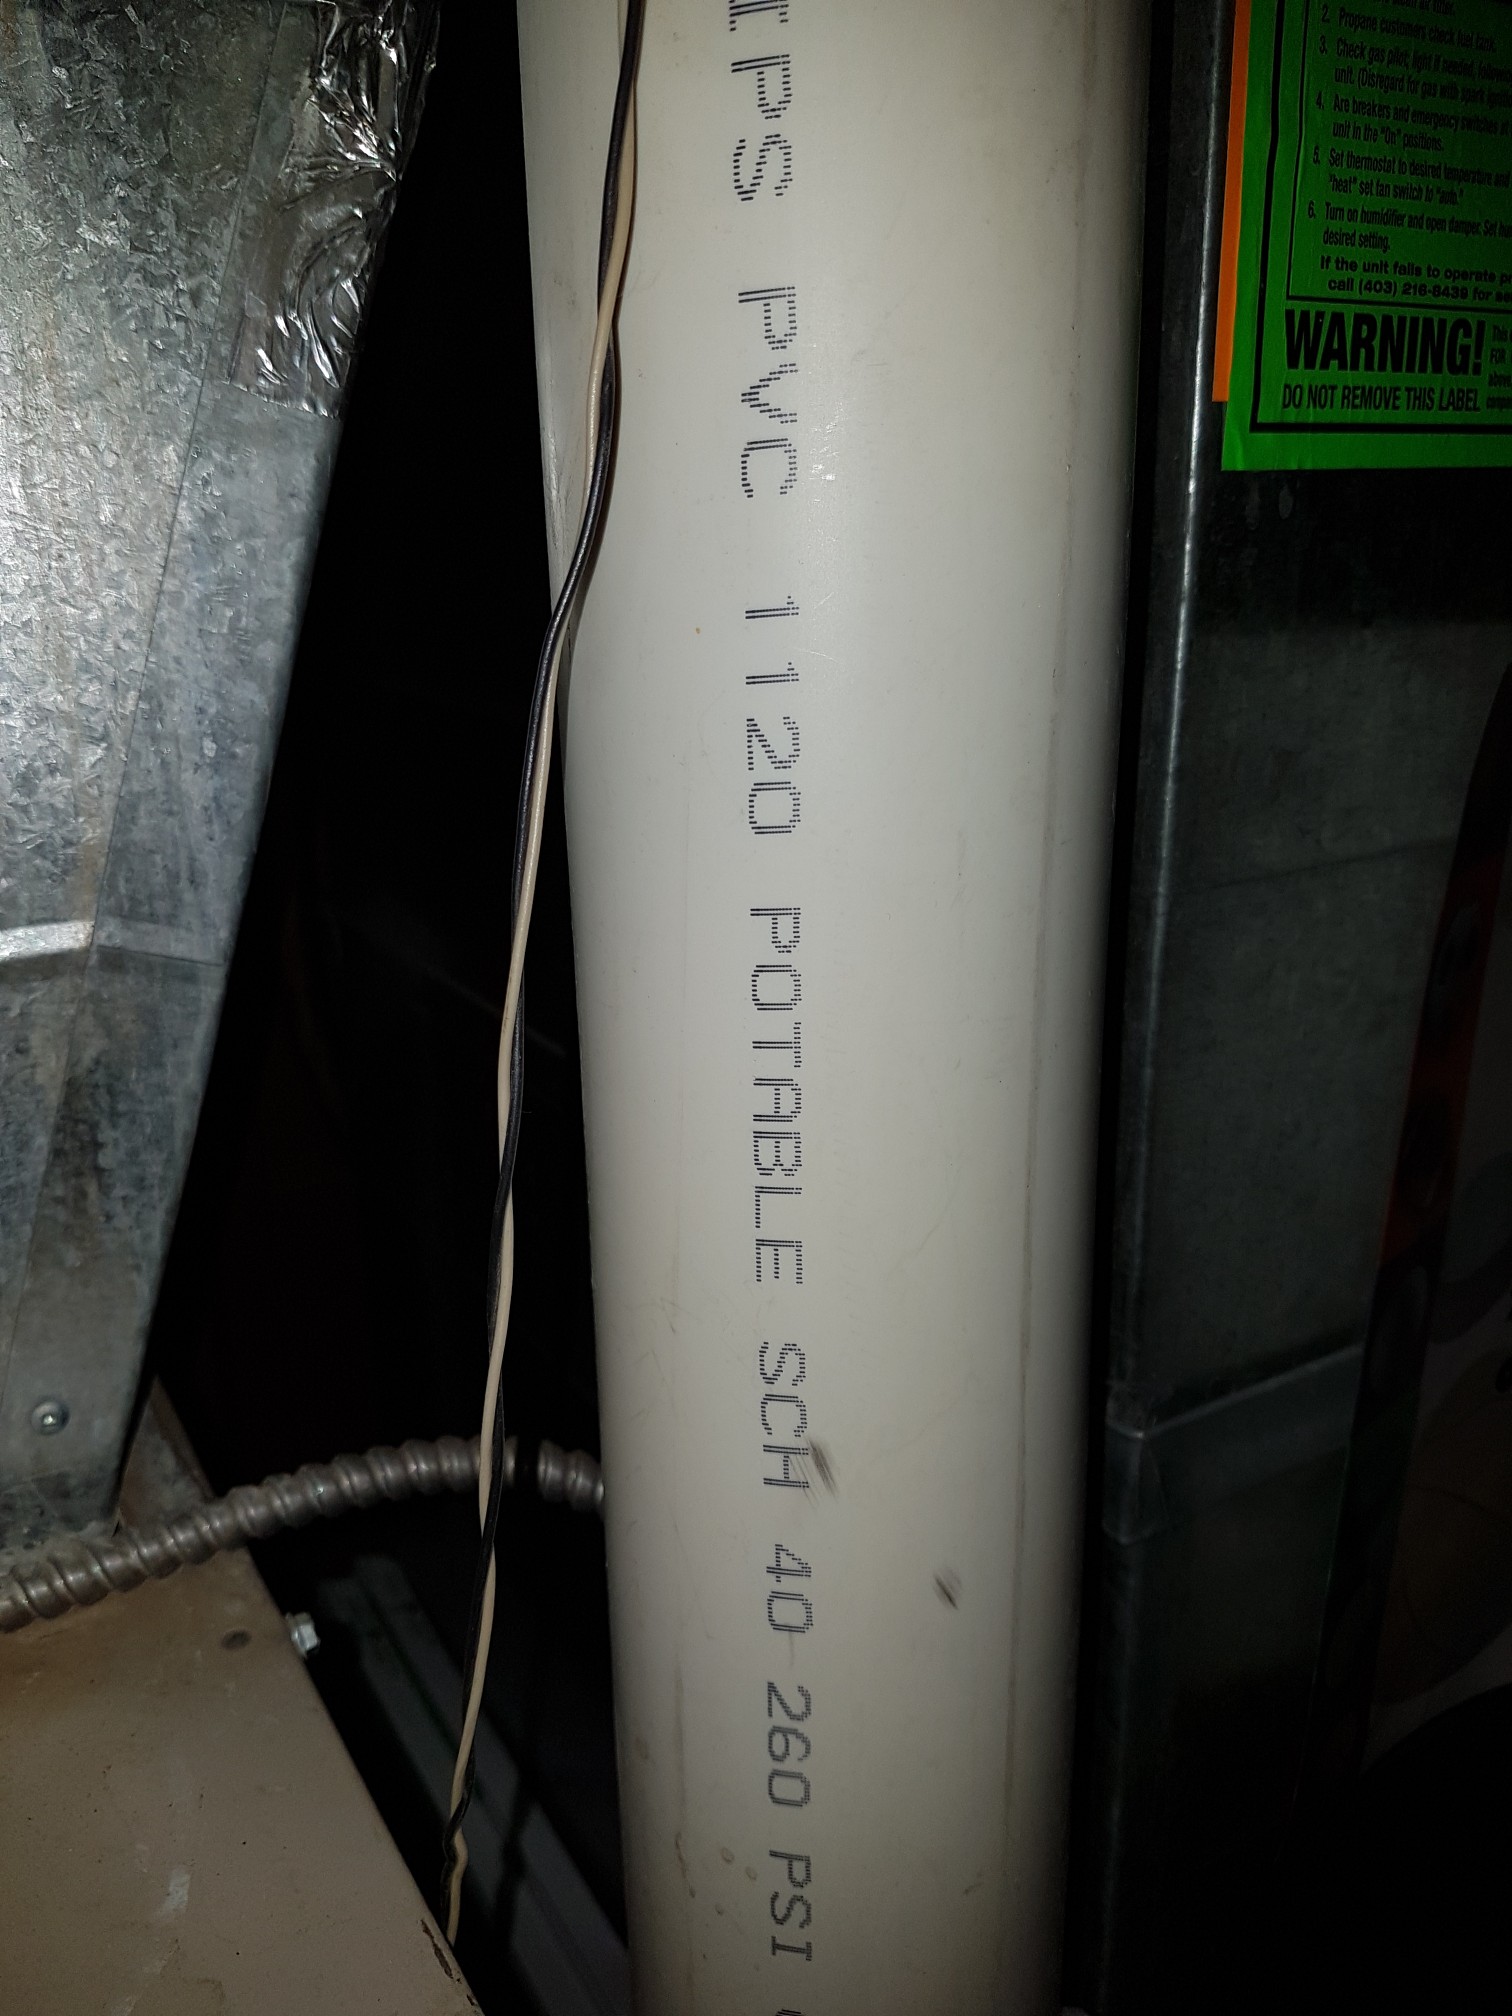 IPS PVC 1120 POTABLE SCH 40 260 PSI
2. Propane customers check fuel tank.
3. Check gas pilot, light if needed,
unit. (Disregard for gas with spark
4. Are breakers and emergency switches
unit in the "On" positions.
5. Set thermostat to desired temperature and
"heat" set fan switch to "auto."
6. Turn on humidifier and open damper. Set
desired setting.
If the unit fails to operate
call (403) 216-8439 for
WARNING!
DO NOT REMOVE THIS LABEL